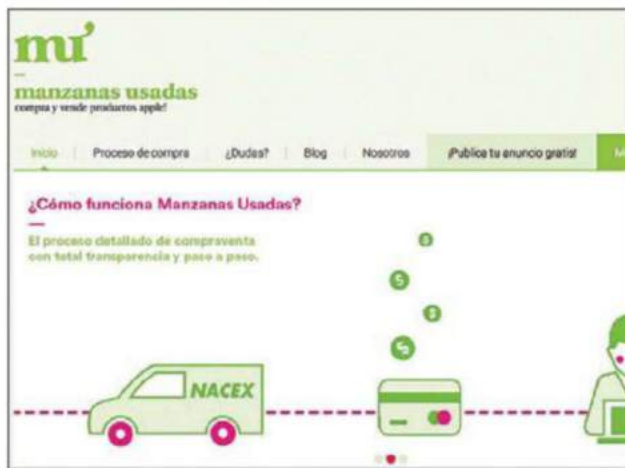 mu'
manzanas usadas
compra y vende productos apple!
Inicio Proceso de compra ¿Dudas? Blog Nosotros ¡Publica tu anuncio gratis! M
¿Cómo funciona Manzanas Usadas?
El proceso detallado de compraventa
con total transparencia y paso a paso.
NACEX